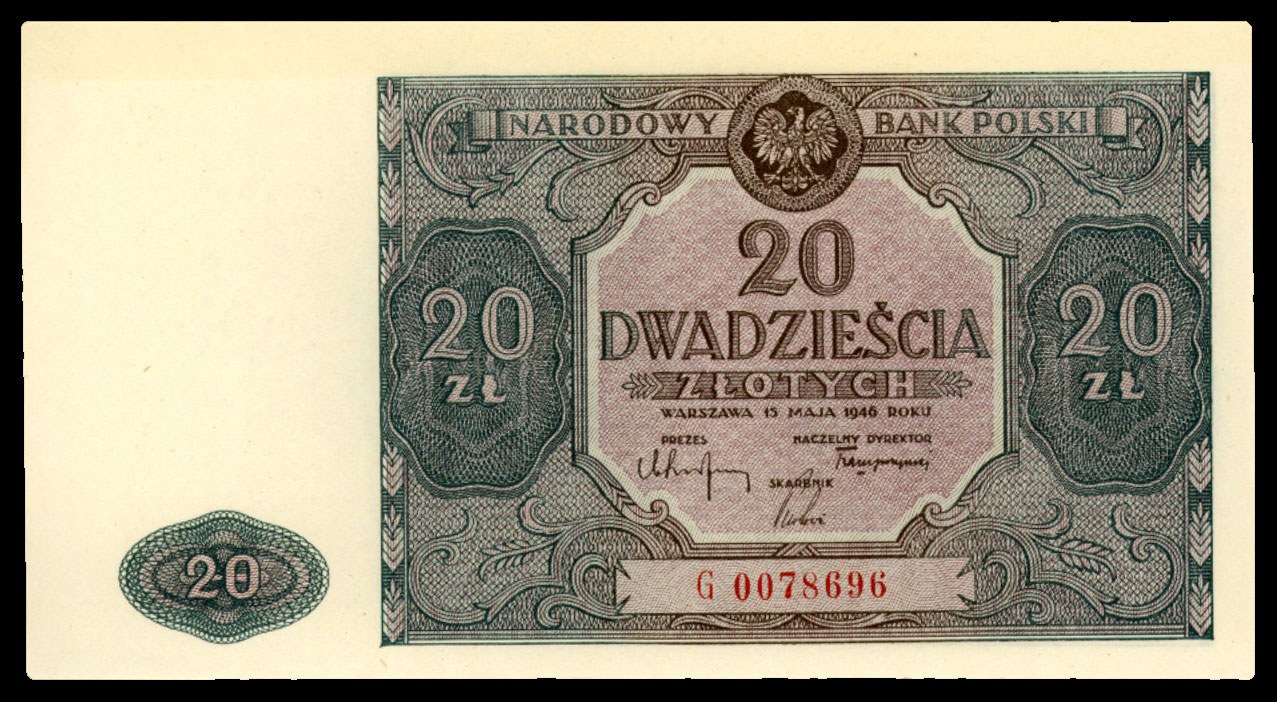 NARODOWY BANK POLSKI
20
DWADZIEŚCIA
ZŁOTYCH
WARSZAWA 15 MAJA 1946 ROKU
PREZES
NACZELNY DYREKTOR
SKARBNIK
20
ZŁ
20
ZŁ
20
G 0078696